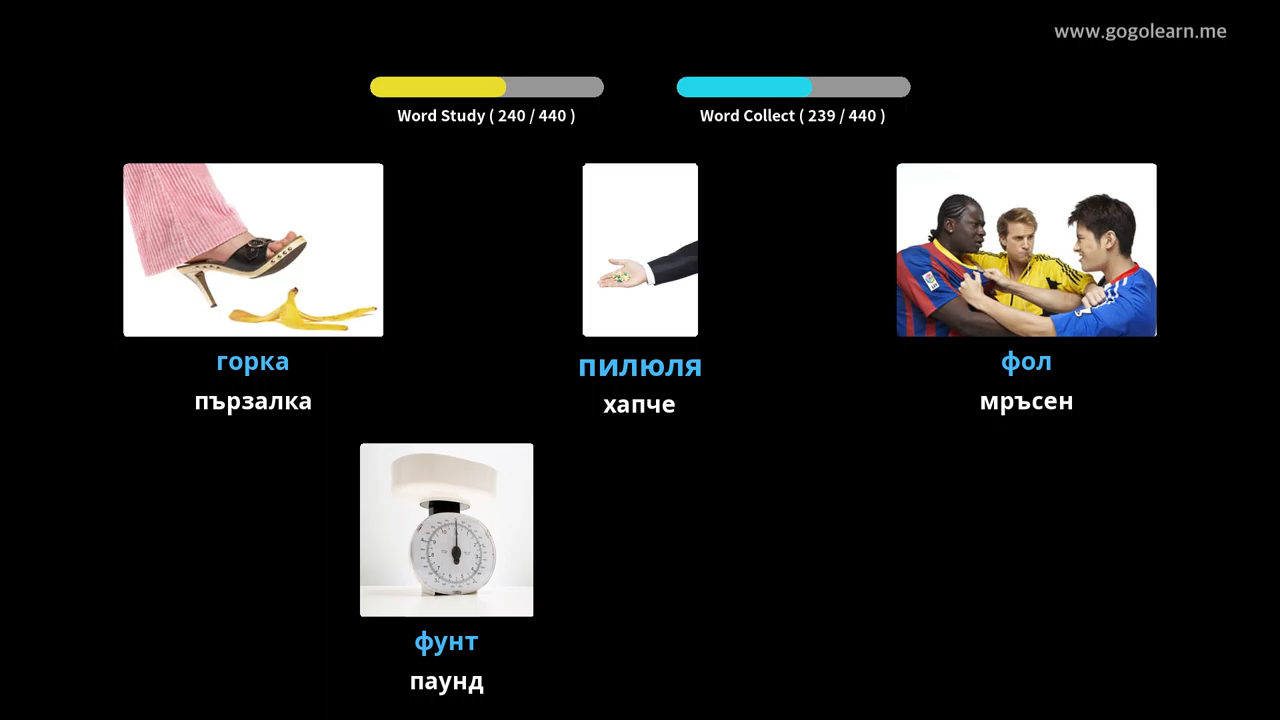 www.gogolearn.me
Word Study ( 240 / 440 )
Word Collect ( 239 / 440 )
горка
пързалка
пилюля
хапче
фол
мръсен
фунт
паунд